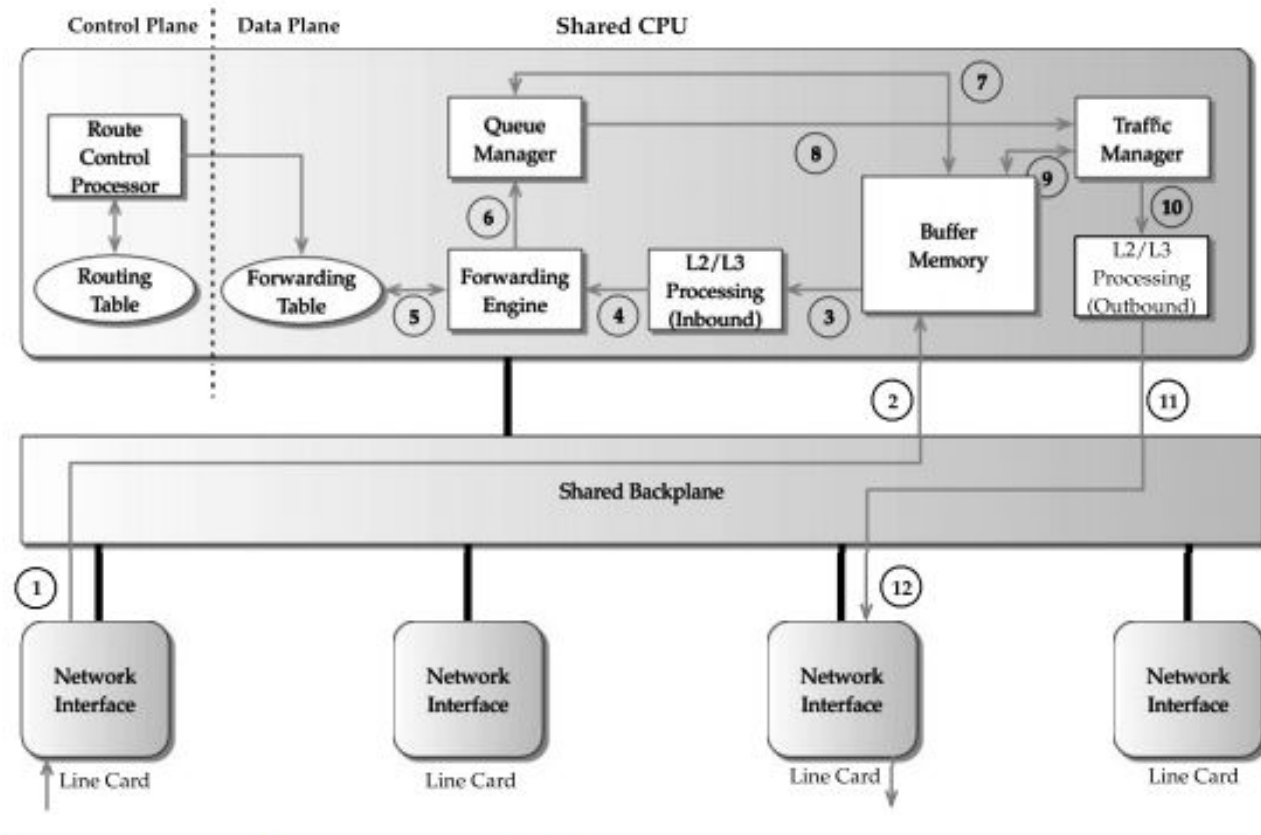 Control Plane
Data Plane
Shared CPU
7
Route
Control
Processor
Queue
Manager
Traffic
Manager
8
9
6
10
Routing
Table
Forwarding
Table
5
Forwarding
Engine
4
L2/L3
Processing
(Inbound)
3
Buffer
Memory
L2/L3
Processing
(Outbound)
2
11
Shared Backplane
1
12
Network
Interface
Network
Interface
Network
Interface
Network
Interface
Line Card
Line Card
Line Card
Line Card